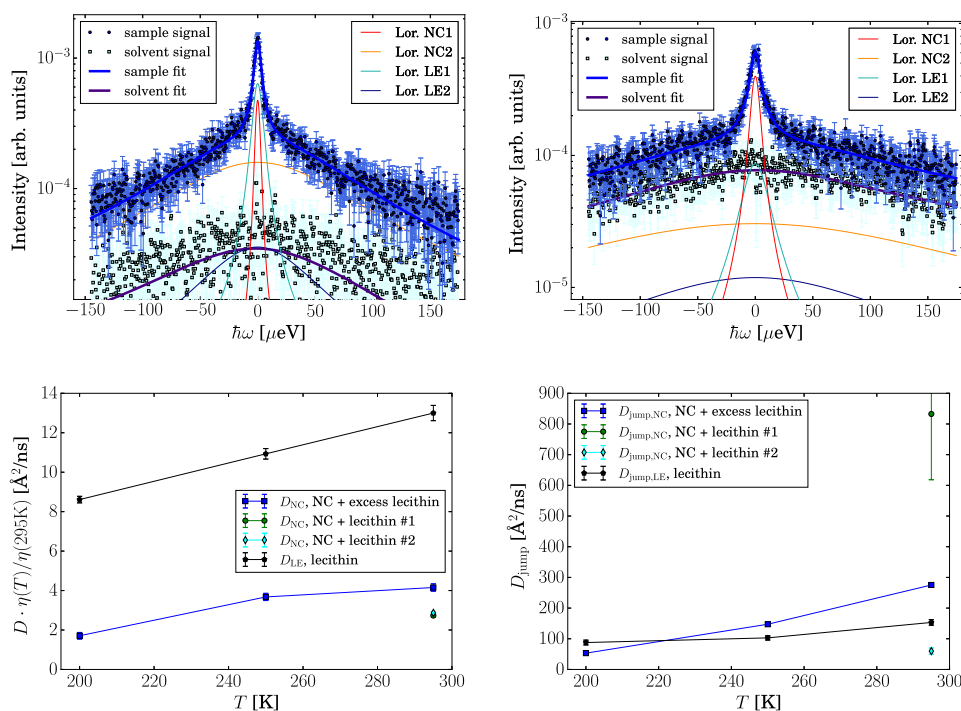 sample signal
solvent signal
sample fit
solvent fit
Lor. NC1
Lor. NC2
Lor. LE1
Lor. LE2
Intensity [arb. units]
10⁻³
10⁻⁴
−150 −100 −50 0 50 100 150
ℏω [μeV]
sample signal
solvent signal
sample fit
solvent fit
Lor. NC1
Lor. NC2
Lor. LE1
Lor. LE2
Intensity [arb. units]
10⁻³
10⁻⁴
10⁻⁵
−150 −100 −50 0 50 100 150
ℏω [μeV]
D · η(T)/η(295K) [Å²/ns]
14
12
10
8
6
4
2
0
D_NC, NC + excess lecithin
D_NC, NC + lecithin #1
D_NC, NC + lecithin #2
D_LE, lecithin
200 220 240 260 280 300
T [K]
D_jump [Å²/ns]
900
800
700
600
500
400
300
200
100
0
D_jump,NC, NC + excess lecithin
D_jump,NC, NC + lecithin #1
D_jump,NC, NC + lecithin #2
D_jump,LE, lecithin
200 220 240 260 280 300
T [K]